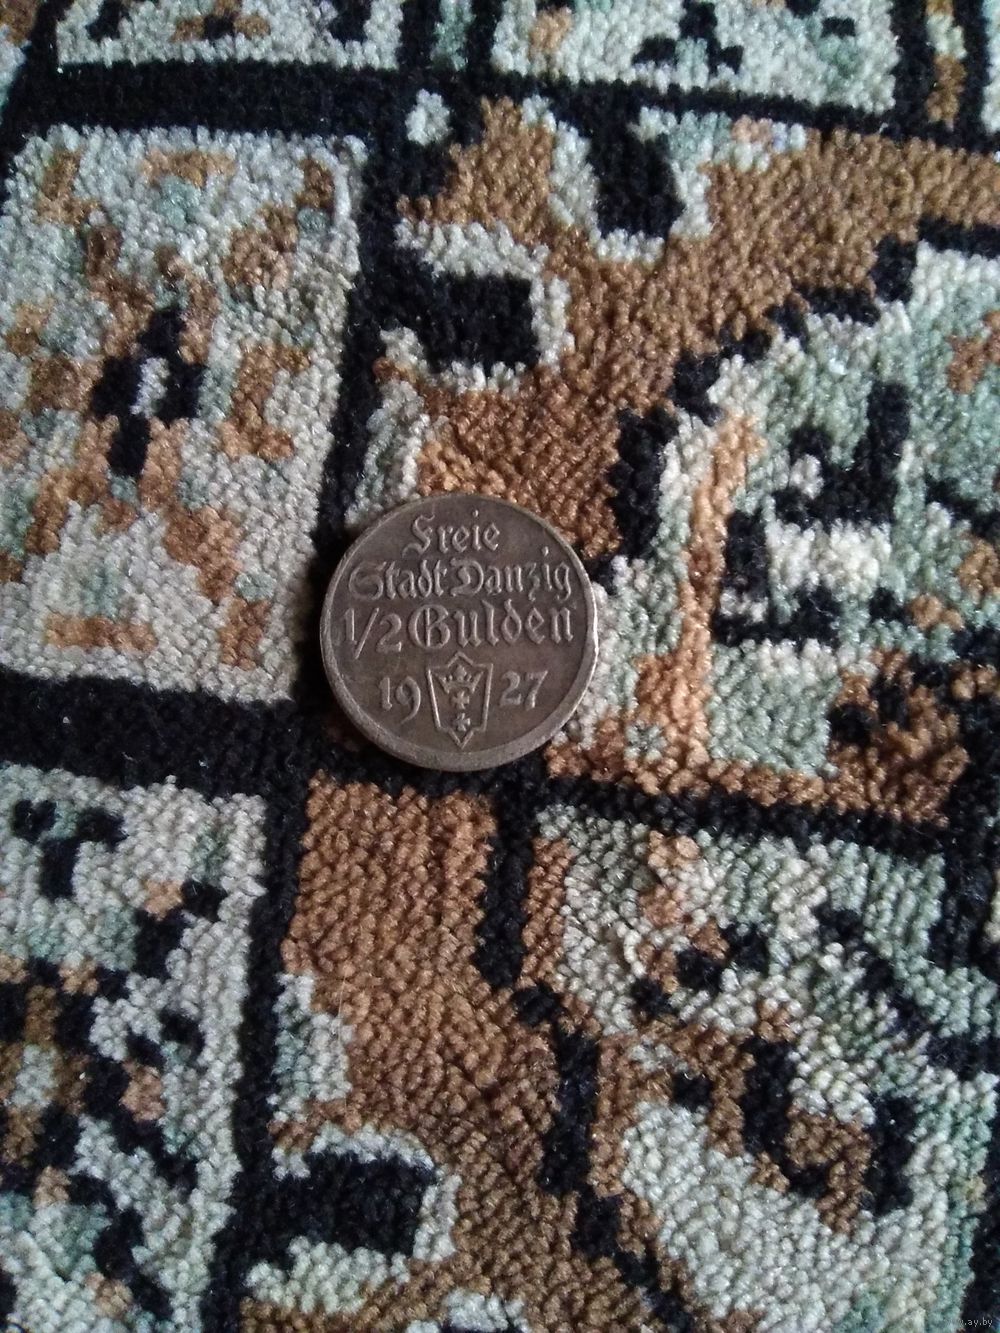 Freie
Stadt Danzig
1/2 Gulden
19 27